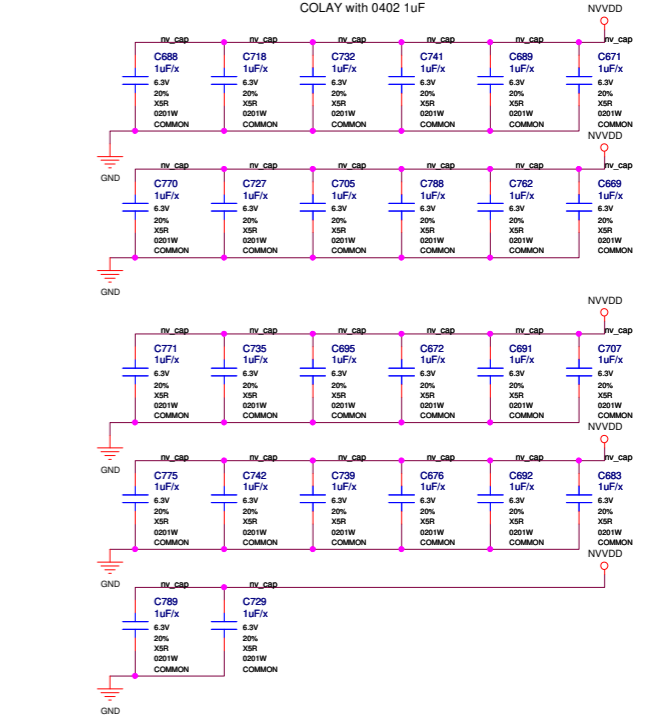 COLAY with 0402 1uF
NVVDD
nv_cap nv_cap nv_cap nv_cap nv_cap nv_cap
C688 C718 C732 C741 C689 C671
1uF/x 1uF/x 1uF/x 1uF/x 1uF/x 1uF/x
6.3V 6.3V 6.3V 6.3V 6.3V 6.3V
20% 20% 20% 20% 20% 20%
X5R X5R X5R X5R X5R X5R
0201W 0201W 0201W 0201W 0201W 0201W
COMMON COMMON COMMON COMMON COMMON COMMON
NVVDD
GND
nv_cap nv_cap nv_cap nv_cap nv_cap nv_cap
C770 C727 C705 C788 C762 C669
1uF/x 1uF/x 1uF/x 1uF/x 1uF/x 1uF/x
6.3V 6.3V 6.3V 6.3V 6.3V 6.3V
20% 20% 20% 20% 20% 20%
X5R X5R X5R X5R X5R X5R
0201W 0201W 0201W 0201W 0201W 0201W
COMMON COMMON COMMON COMMON COMMON COMMON
GND
NVVDD
nv_cap nv_cap nv_cap nv_cap nv_cap nv_cap
C771 C735 C695 C672 C691 C707
1uF/x 1uF/x 1uF/x 1uF/x 1uF/x 1uF/x
6.3V 6.3V 6.3V 6.3V 6.3V 6.3V
20% 20% 20% 20% 20% 20%
X5R X5R X5R X5R X5R X5R
0201W 0201W 0201W 0201W 0201W 0201W
COMMON COMMON COMMON COMMON COMMON COMMON
NVVDD
GND
nv_cap nv_cap nv_cap nv_cap nv_cap nv_cap
C775 C742 C739 C676 C692 C683
1uF/x 1uF/x 1uF/x 1uF/x 1uF/x 1uF/x
6.3V 6.3V 6.3V 6.3V 6.3V 6.3V
20% 20% 20% 20% 20% 20%
X5R X5R X5R X5R X5R X5R
0201W 0201W 0201W 0201W 0201W 0201W
COMMON COMMON COMMON COMMON COMMON COMMON
NVVDD
GND
nv_cap nv_cap
C789 C729
1uF/x 1uF/x
6.3V 6.3V
20% 20%
X5R X5R
0201W 0201W
COMMON COMMON
GND